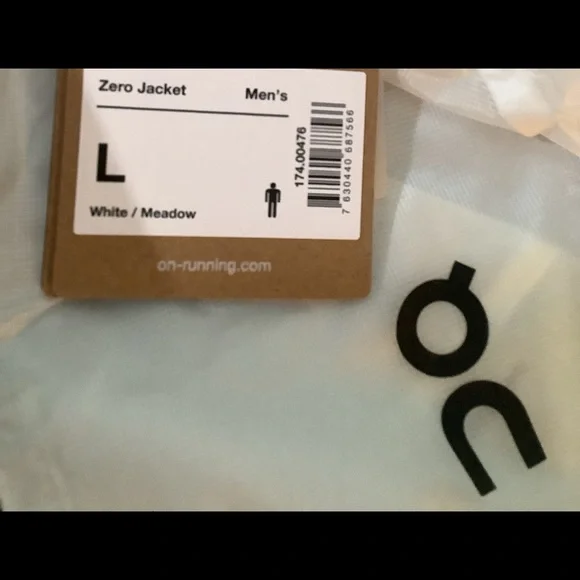 Zero Jacket Men's
L
White / Meadow
174.00476
7 630440 687566
on-running.com
On